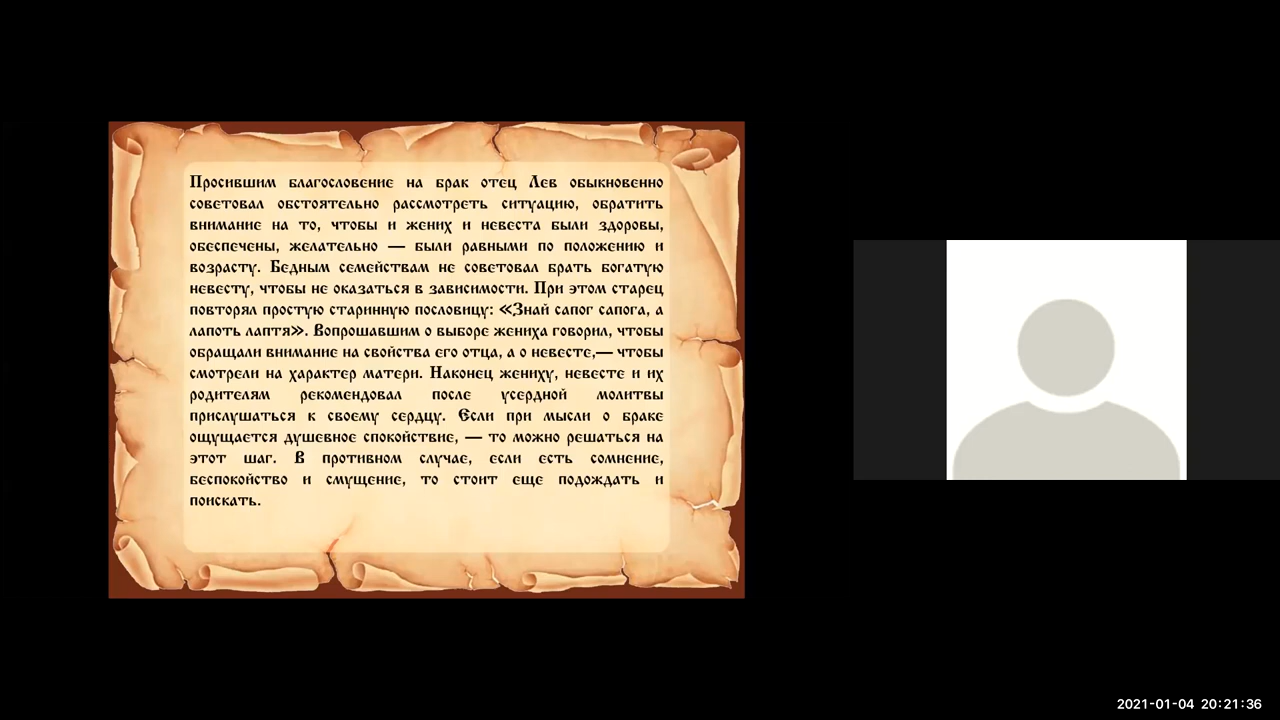 Просившим благословение на брак отец Лев обыкновенно
советовал обстоятельно рассмотреть ситуацию, обратить
внимание на то, чтобы и жених и невеста были здоровы,
обеспечены, желательно — были равными по положению и
возрасту. Бедным семействам не советовал брать богатую
невесту, чтобы не оказаться в зависимости. При этом старец
повторял простую старинную пословицу: «Знай сапог сапога, а
лапоть лаптя». Вопрошавшим о выборе жениха говорил, чтобы
обращали внимание на свойства его отца, а о невесте,— чтобы
смотрели на характер матери. Наконец жениху, невесте и их
родителям рекомендовал после усердной молитвы
прислушаться к своему сердцу. Если при мысли о браке
ощущается душевное спокойствие, — то можно решаться на
этот шаг. В противном случае, если есть сомнение,
беспокойство и смущение, то стоит еще подождать и
поискать.
2021-01-04 20:21:36